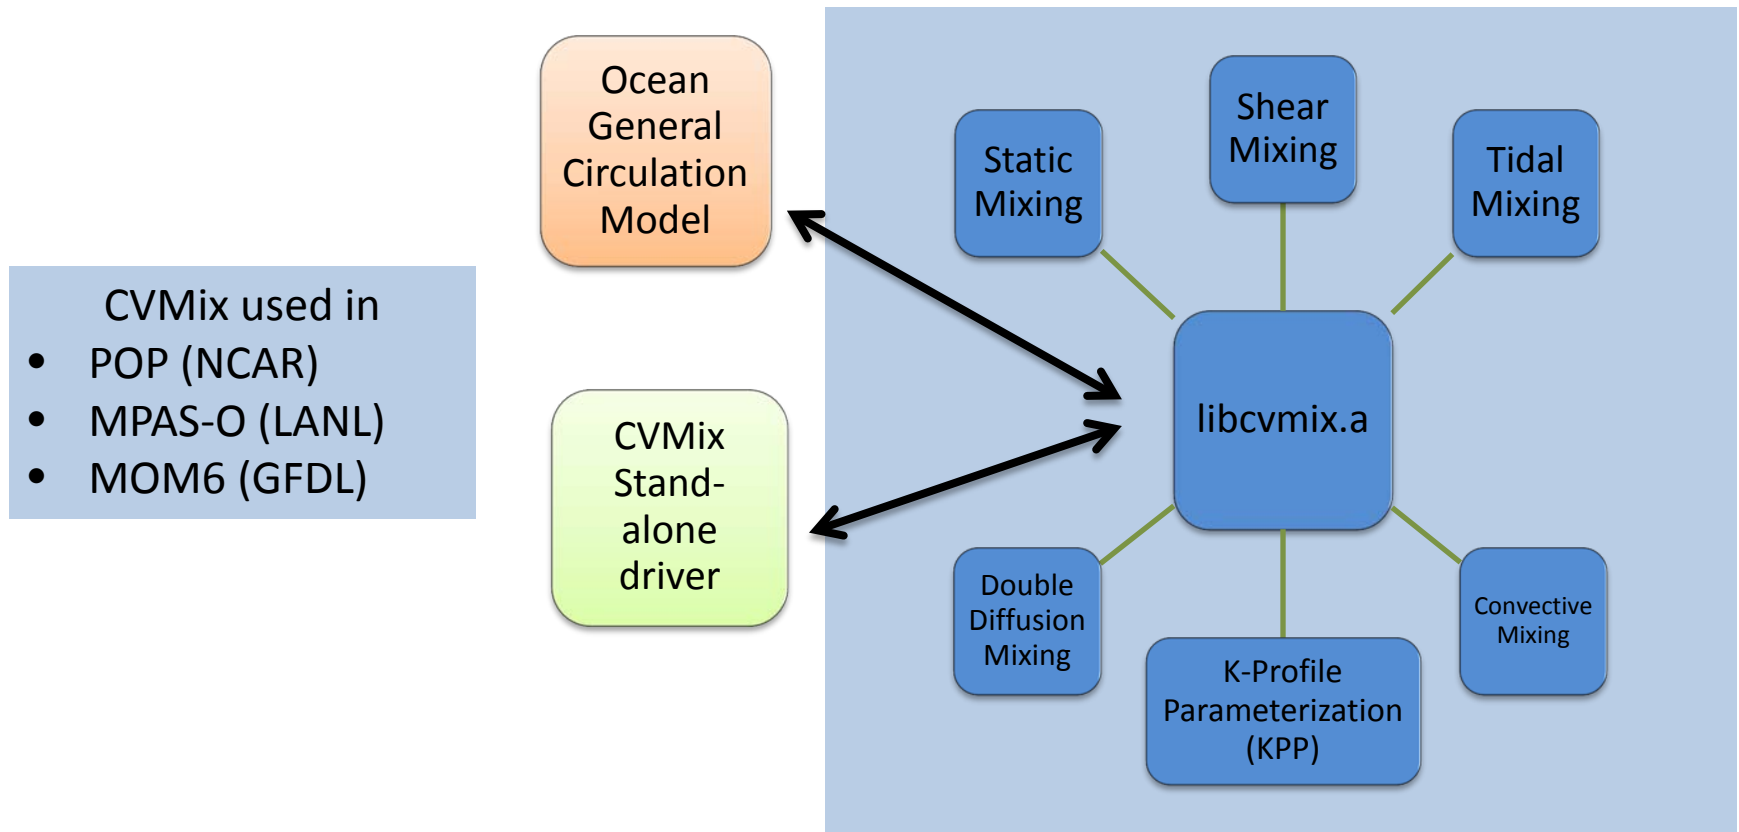 CVMix used in
• POP (NCAR)
• MPAS-O (LANL)
• MOM6 (GFDL)
Ocean
General
Circulation
Model
CVMix
Stand-
alone
driver
Static
Mixing
Shear
Mixing
Tidal
Mixing
libcvmix.a
Double
Diffusion
Mixing
K-Profile
Parameterization
(KPP)
Convective
Mixing